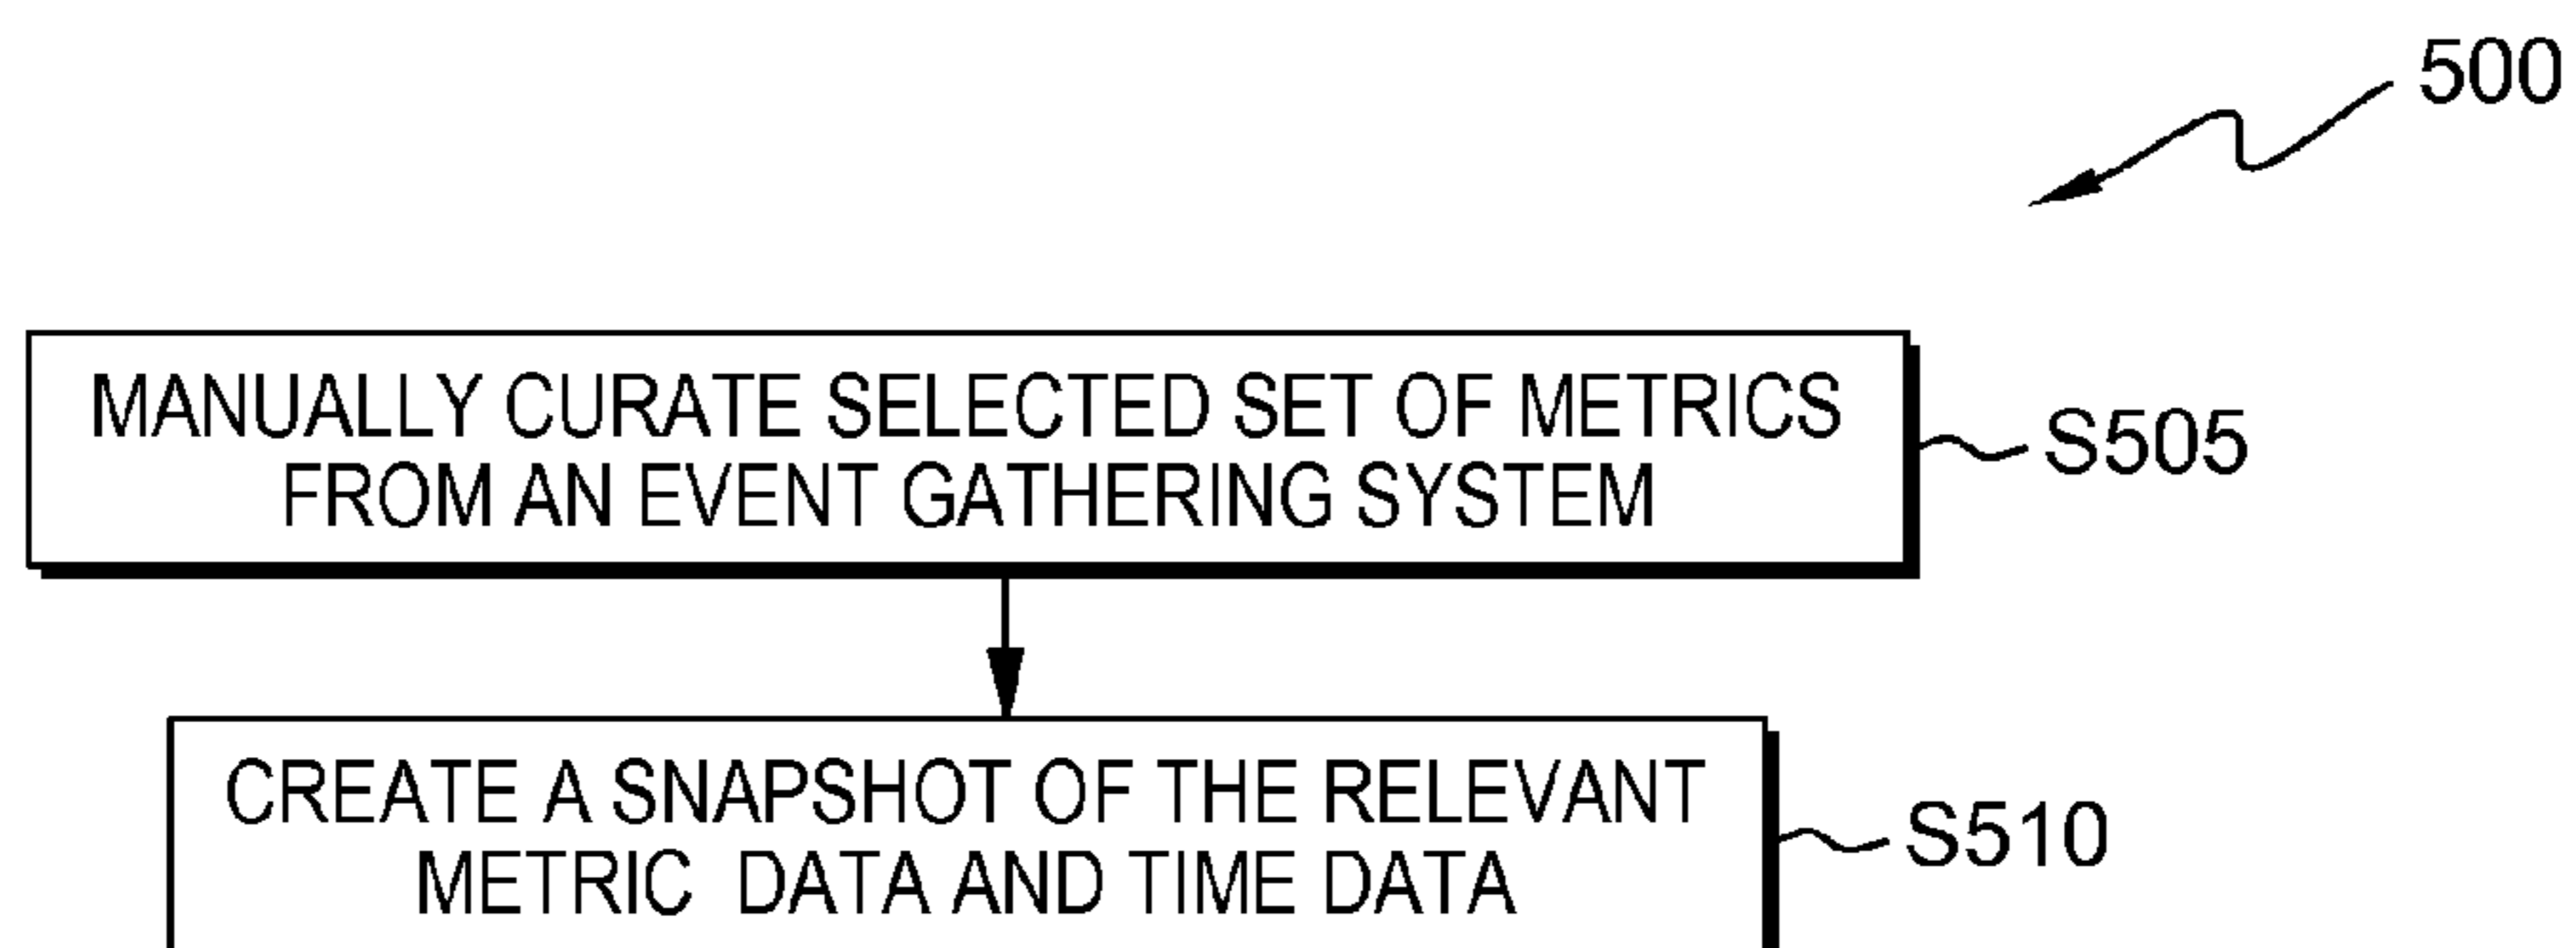 500
MANUALLY CURATE SELECTED SET OF METRICS
FROM AN EVENT GATHERING SYSTEM
S505
CREATE A SNAPSHOT OF THE RELEVANT
METRIC DATA AND TIME DATA
S510